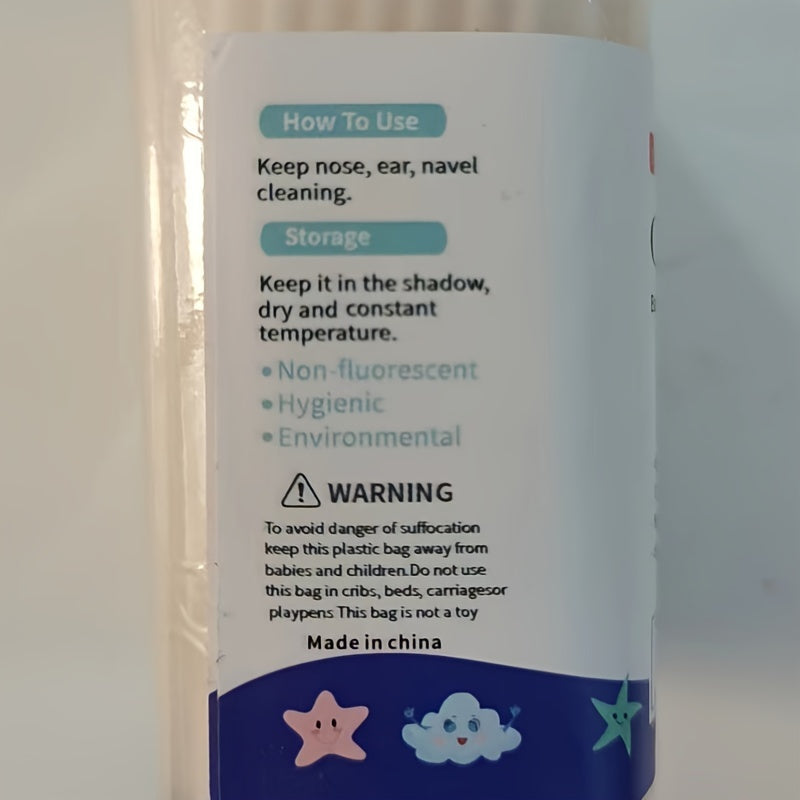 How To Use
Keep nose, ear, navel
cleaning.
Storage
Keep it in the shadow,
dry and constant
temperature.
•Non-fluorescent
•Hygienic
•Environmental
WARNING
To avoid danger of suffocation
keep this plastic bag away from
babies and children.Do not use
this bag in cribs, beds, carriagesor
playpens This bag is not a toy
Made in china